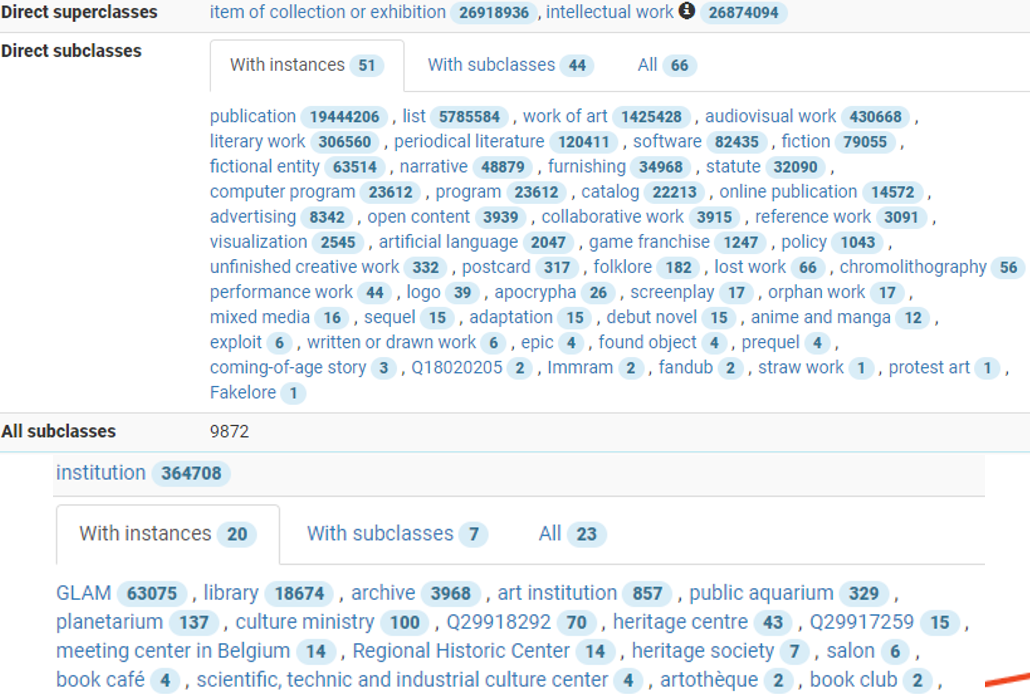 Direct superclasses item of collection or exhibition 26918936 , intellectual work i 26874094
Direct subclasses With instances 51 With subclasses 44 All 66
publication 19444206 , list 5785584 , work of art 1425428 , audiovisual work 430668 ,
literary work 306560 , periodical literature 120411 , software 82435 , fiction 79055 ,
fictional entity 63514 , narrative 48879 , furnishing 34968 , statute 32090 ,
computer program 23612 , program 23612 , catalog 22213 , online publication 14572 ,
advertising 8342 , open content 3939 , collaborative work 3915 , reference work 3091 ,
visualization 2545 , artificial language 2047 , game franchise 1247 , policy 1043 ,
unfinished creative work 332 , postcard 317 , folklore 182 , lost work 66 , chromolithography 56
performance work 44 , logo 39 , apocrypha 26 , screenplay 17 , orphan work 17 ,
mixed media 16 , sequel 15 , adaptation 15 , debut novel 15 , anime and manga 12 ,
exploit 6 , written or drawn work 6 , epic 4 , found object 4 , prequel 4 ,
coming-of-age story 3 , Q18020205 2 , Immram 2 , fandub 2 , straw work 1 , protest art 1 ,
Fakelore 1
All subclasses 9872
institution 364708
With instances 20 With subclasses 7 All 23
GLAM 63075 , library 18674 , archive 3968 , art institution 857 , public aquarium 329 ,
planetarium 137 , culture ministry 100 , Q29918292 70 , heritage centre 43 , Q29917259 15 ,
meeting center in Belgium 14 , Regional Historic Center 14 , heritage society 7 , salon 6 ,
book café 4 , scientific, technic and industrial culture center 4 , artothèque 2 , book club 2 ,